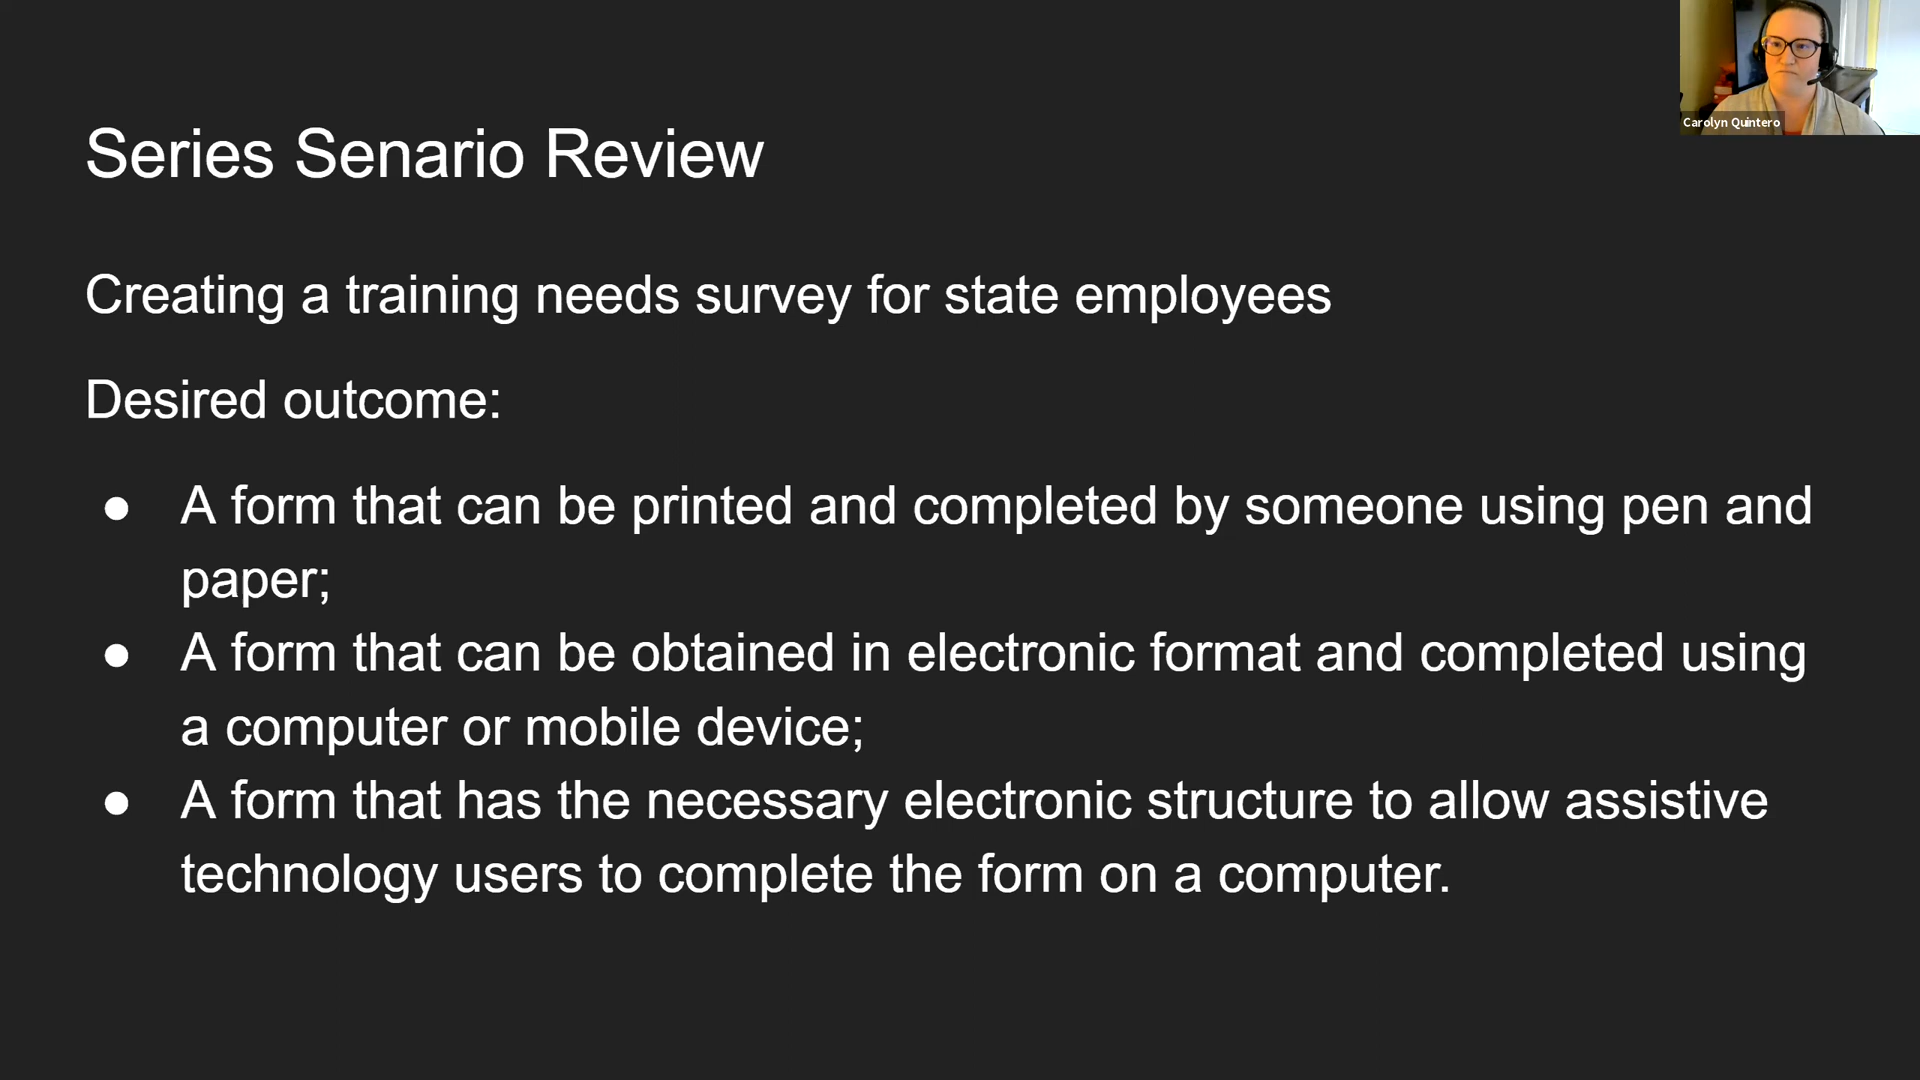 Series Senario Review
Carolyn Quintero
Creating a training needs survey for state employees
Desired outcome:
● A form that can be printed and completed by someone using pen and
paper;
● A form that can be obtained in electronic format and completed using
a computer or mobile device;
● A form that has the necessary electronic structure to allow assistive
technology users to complete the form on a computer.